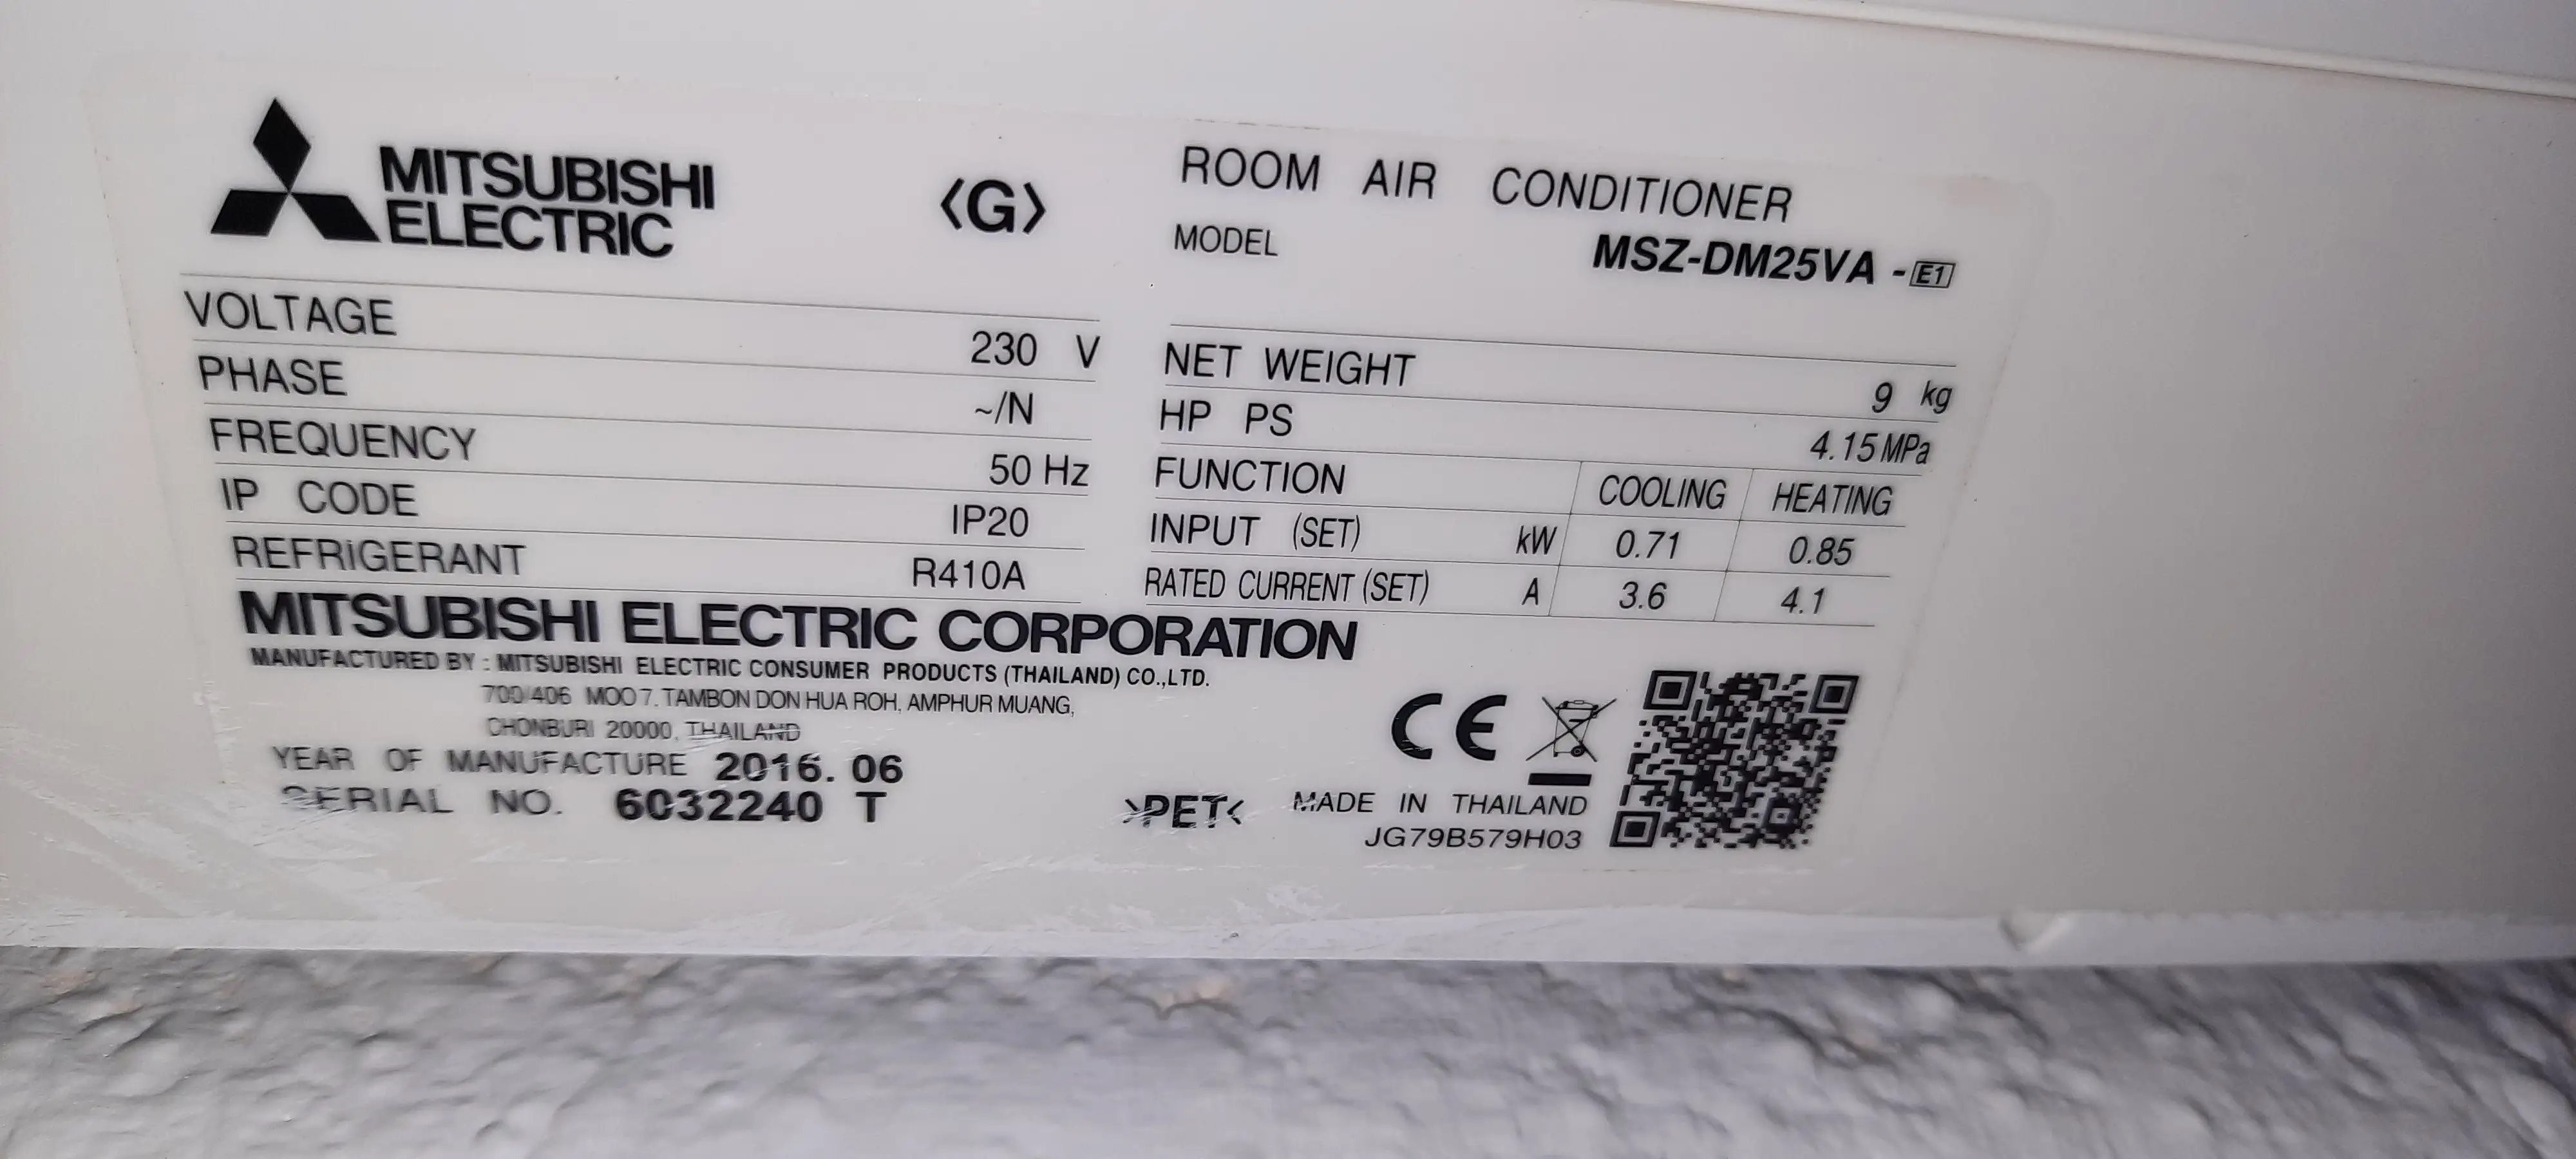 MITSUBISHI
ELECTRIC
〈G〉
VOLTAGE 230 V
PHASE ~/N
FREQUENCY 50 Hz
IP CODE IP20
REFRIGERANT R410A
ROOM AIR CONDITIONER
MODEL MSZ-DM25VA - E1
NET WEIGHT 9 kg
HP PS 4.15 MPa
FUNCTION COOLING HEATING
INPUT (SET) kW 0.71 0.85
RATED CURRENT (SET) A 3.6 4.1
MITSUBISHI ELECTRIC CORPORATION
MANUFACTURED BY : MITSUBISHI ELECTRIC CONSUMER PRODUCTS (THAILAND) CO.,LTD.
700/406 MOO 7, TAMBON DON HUA ROH, AMPHUR MUANG,
CHONBURI 20000, THAILAND
YEAR OF MANUFACTURE 2016. 06
SERIAL NO. 6032240 T
>PET<
CE
MADE IN THAILAND
JG79B579H03